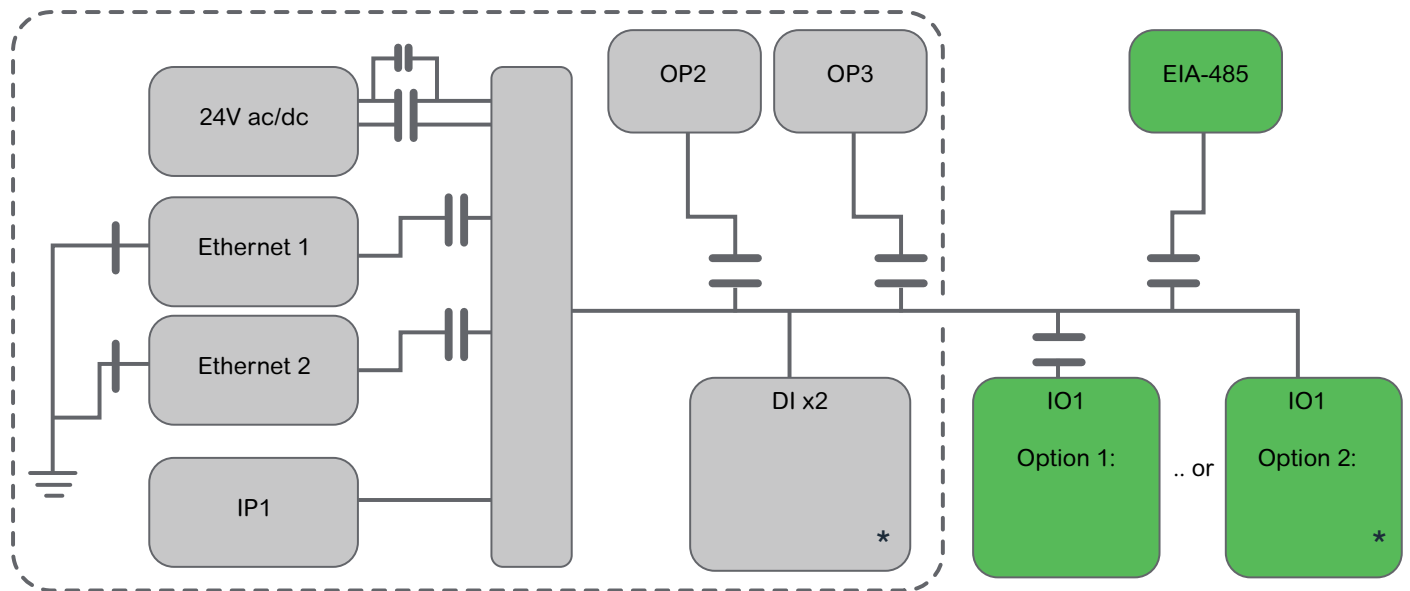 OP2
OP3
EIA-485
24V ac/dc
Ethernet 1
Ethernet 2
IP1
DI x2
*
IO1
Option 1:
.. or
IO1
Option 2:
*